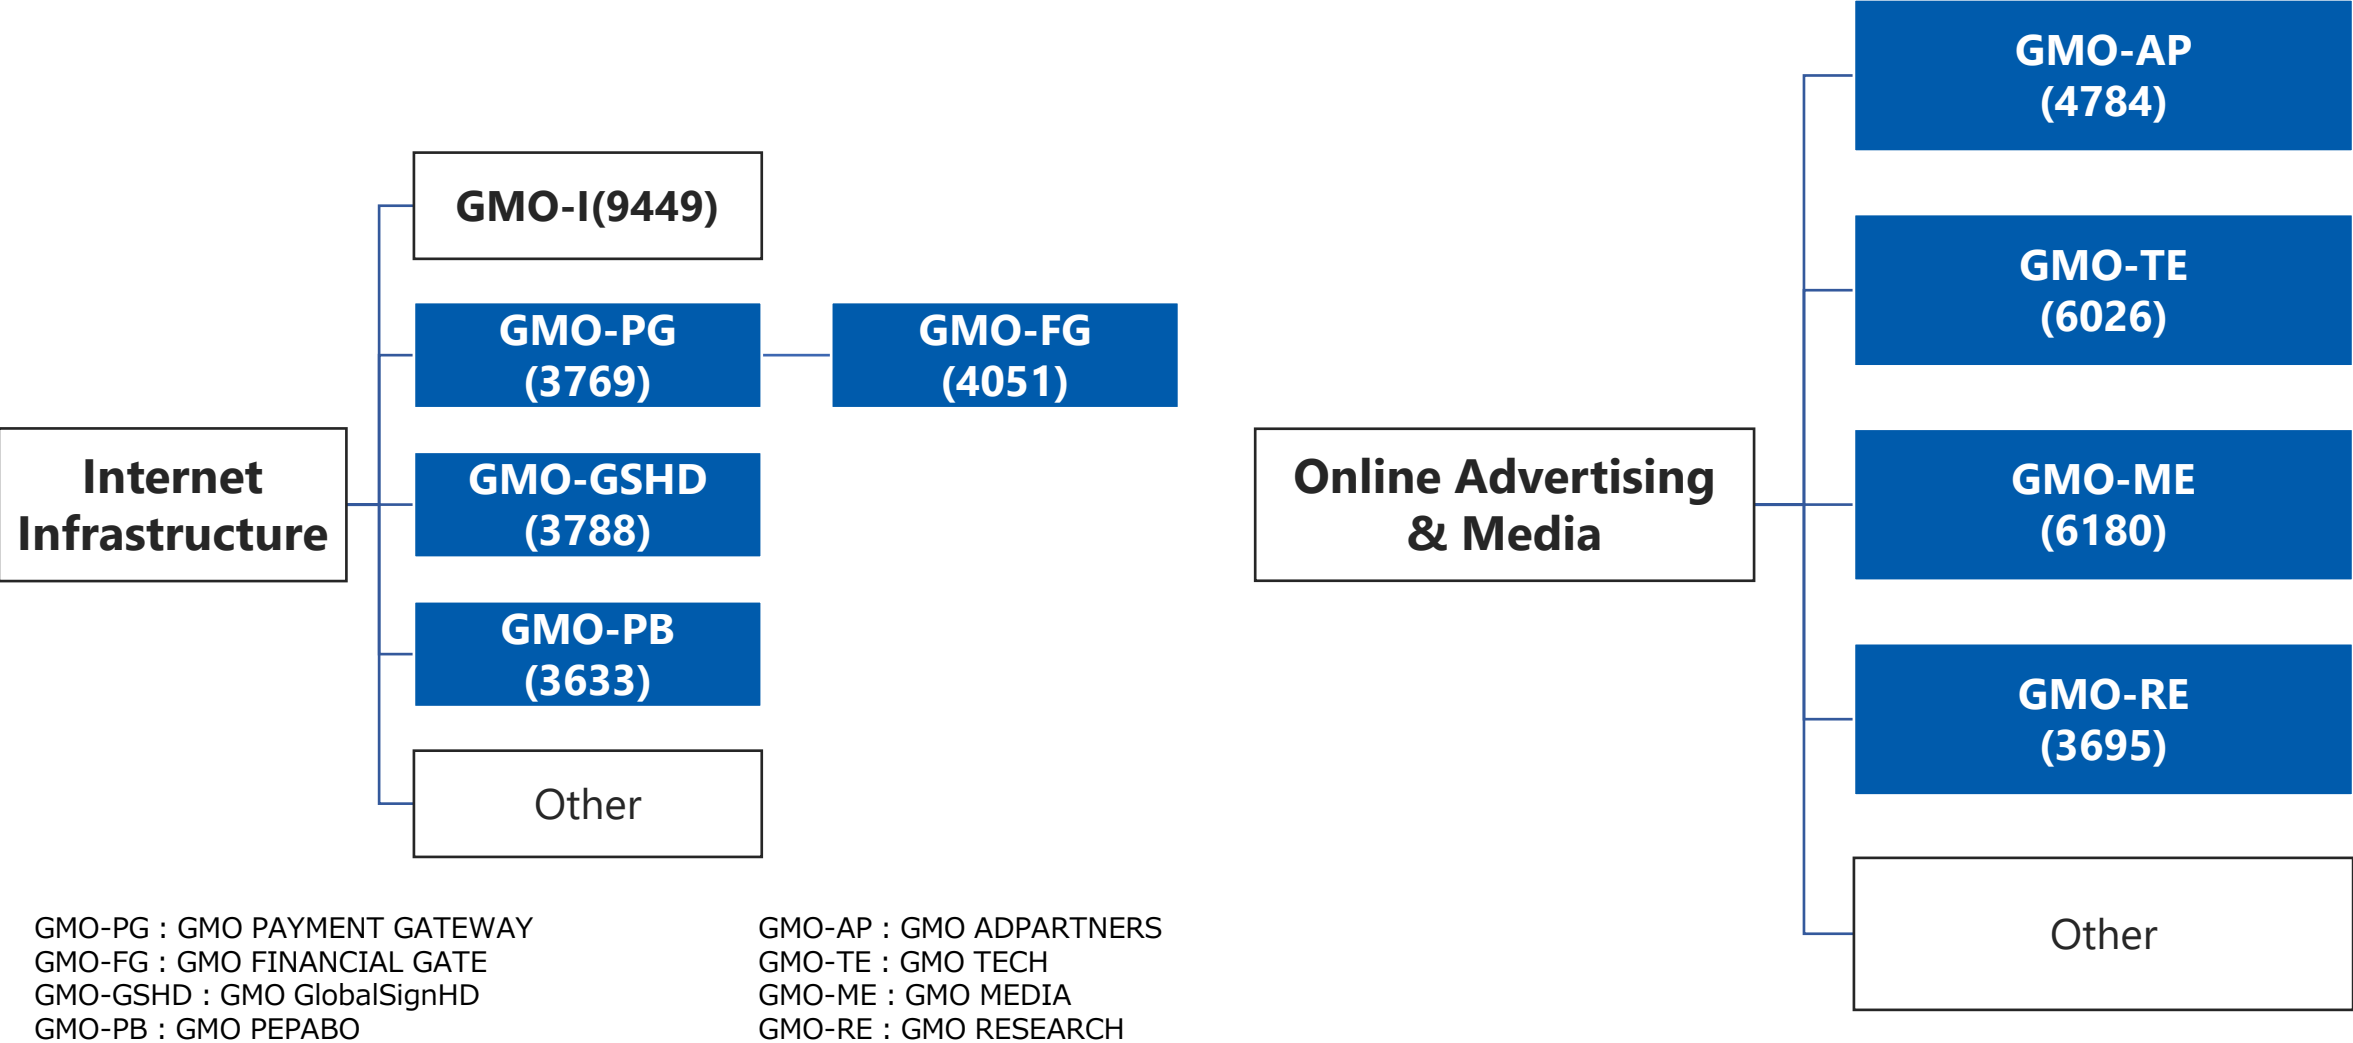 Internet
Infrastructure
GMO-I(9449)
GMO-PG
(3769)
GMO-FG
(4051)
GMO-GSHD
(3788)
GMO-PB
(3633)
Other
Online Advertising
& Media
GMO-AP
(4784)
GMO-TE
(6026)
GMO-ME
(6180)
GMO-RE
(3695)
Other
GMO-PG : GMO PAYMENT GATEWAY
GMO-FG : GMO FINANCIAL GATE
GMO-GSHD : GMO GlobalSignHD
GMO-PB : GMO PEPABO
GMO-AP : GMO ADPARTNERS
GMO-TE : GMO TECH
GMO-ME : GMO MEDIA
GMO-RE : GMO RESEARCH